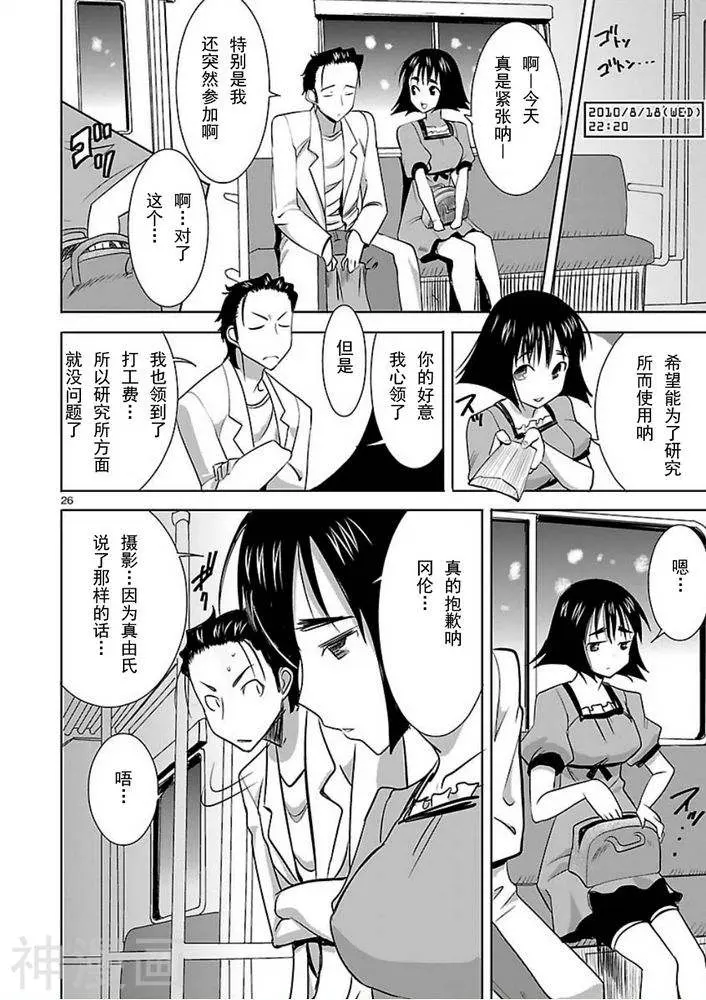 ゴトン
ゴトン…
2010/8/18(WED)
22:20
啊—今天
真是紧张呐—
特别是我
还突然参加啊
啊…对了
这个…
希望能为了研究
所而使用呐
你的好意
我心领了
但是
我也领到了
打工费…
所以研究所方面
就没问题了
26
嗯…
真的抱歉呐
冈伦…
摄影…因为真由氏
说了那样的话…
唔…
神漫画